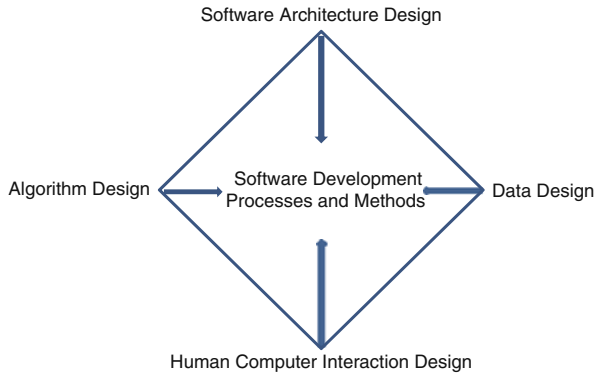 Software Architecture Design
Algorithm Design
Software Development
Processes and Methods
Data Design
Human Computer Interaction Design